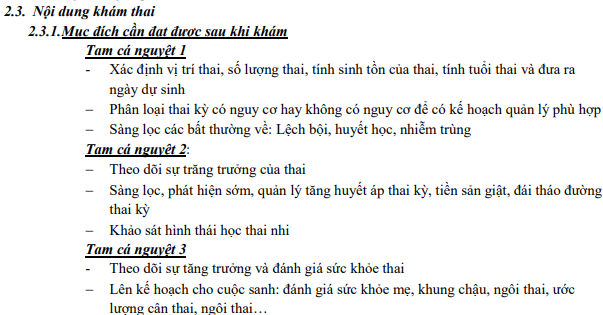 2.3. Nội dung khám thai
2.3.1.Mục đích cần đạt được sau khi khám
Tam cá nguyệt 1
- Xác định vị trí thai, số lượng thai, tính sinh tồn của thai, tính tuổi thai và đưa ra
ngày dự sinh
– Phân loại thai kỳ có nguy cơ hay không có nguy cơ để có kế hoạch quản lý phù hợp
– Sàng lọc các bất thường về: Lệch bội, huyết học, nhiễm trùng
Tam cá nguyệt 2:
– Theo dõi sự trăng trưởng của thai
– Sàng lọc, phát hiện sớm, quản lý tăng huyết áp thai kỳ, tiền sản giật, đái tháo đường
thai kỳ
– Khảo sát hình thái học thai nhi
Tam cá nguyệt 3
- Theo dõi sự tăng trưởng và đánh giá sức khỏe thai
– Lên kế hoạch cho cuộc sanh: đánh giá sức khỏe mẹ, khung chậu, ngôi thai, ước
lượng cân thai, ngôi thai…